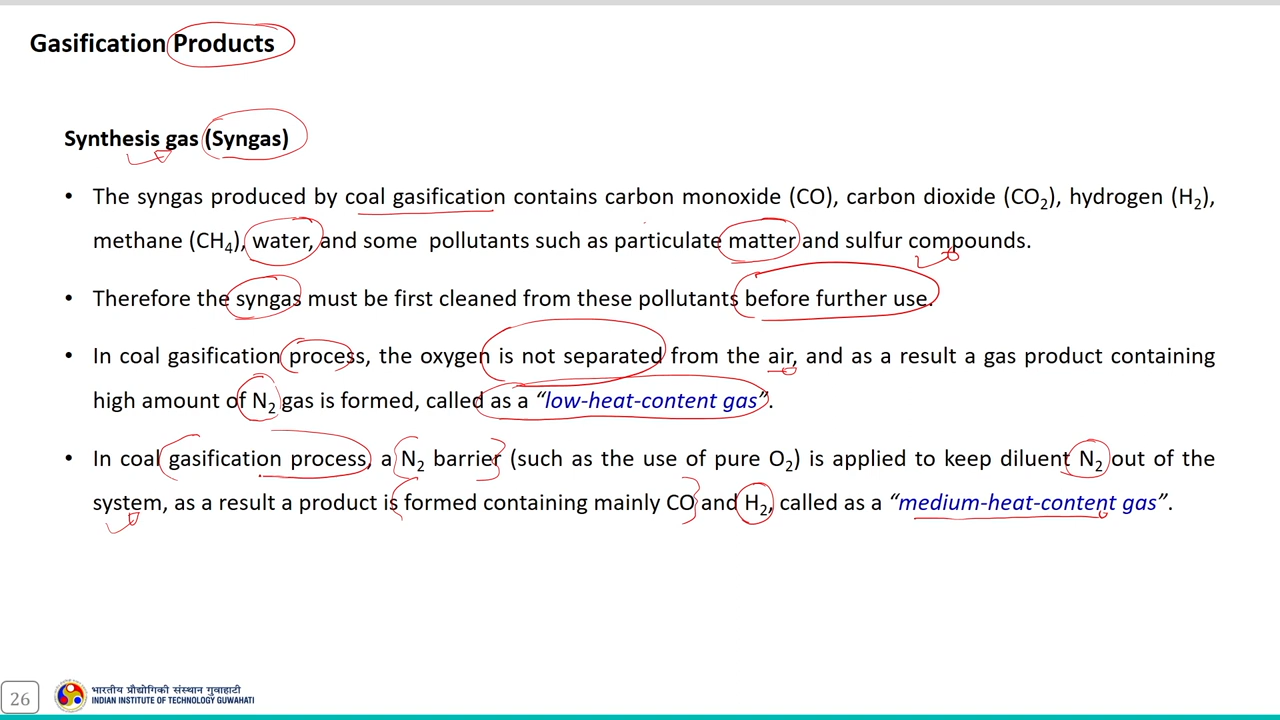 Gasification Products
Synthesis gas (Syngas)
• The syngas produced by coal gasification contains carbon monoxide (CO), carbon dioxide (CO₂), hydrogen (H₂),
methane (CH₄), water, and some pollutants such as particulate matter and sulfur compounds.
• Therefore the syngas must be first cleaned from these pollutants before further use.
• In coal gasification process, the oxygen is not separated from the air, and as a result a gas product containing
high amount of N₂ gas is formed, called as a “low-heat-content gas”.
• In coal gasification process, a N₂ barrier (such as the use of pure O₂) is applied to keep diluent N₂ out of the
system, as a result a product is formed containing mainly CO and H₂, called as a “medium-heat-content gas”.
26
भारतीय प्रौद्योगिकी संस्थान गुवाहाटी
INDIAN INSTITUTE OF TECHNOLOGY GUWAHATI